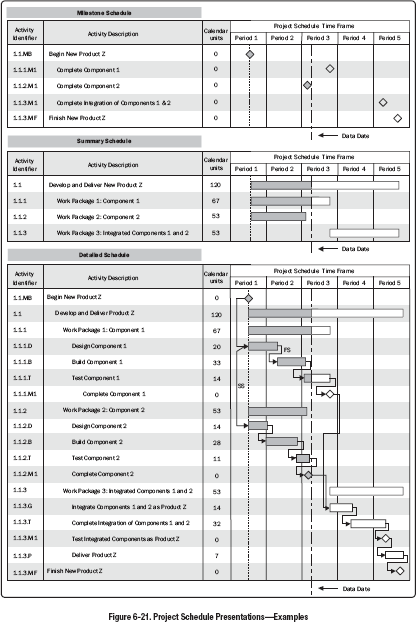 Milestone Schedule
Activity Identifier Activity Description Calendar units Project Schedule Time Frame
Period 1 Period 2 Period 3 Period 4 Period 5
1.1.MB Begin New Product Z 0
1.1.1.M1 Complete Component 1 0
1.1.2.M1 Complete Component 2 0
1.1.3.M1 Complete Integration of Components 1 & 2 0
1.1.3.MF Finish New Product Z 0
Data Date
Summary Schedule
Activity Identifier Activity Description Calendar units Project Schedule Time Frame
Period 1 Period 2 Period 3 Period 4 Period 5
1.1 Develop and Deliver New Product Z 120
1.1.1 Work Package 1: Component 1 67
1.1.2 Work Package 2: Component 2 53
1.1.3 Work Package 3: Integrated Components 1 and 2 53
Data Date
Detailed Schedule
Activity Identifier Activity Description Calendar units Project Schedule Time Frame
Period 1 Period 2 Period 3 Period 4 Period 5
1.1.MB Begin New Product Z 0
1.1 Develop and Deliver Product Z 120
1.1.1 Work Package 1: Component 1 67
1.1.1.D Design Component 1 20 FS
1.1.1.B Build Component 1 33
1.1.1.T Test Component 1 14 SS
1.1.1.M1 Complete Component 1 0
1.1.2 Work Package 2: Component 2 53
1.1.2.D Design Component 2 14
1.1.2.B Build Component 2 28
1.1.2.T Test Component 2 11
1.1.2.M1 Complete Component 2 0
1.1.3 Work Package 3: Integrated Components 1 and 2 53
1.1.3.G Integrate Components 1 and 2 as Product Z 14
1.1.3.T Complete Integration of Components 1 and 2 32
1.1.3.M1 Test Integrated Components as Product Z 0
1.1.3.P Deliver Product Z 7
1.1.3.MF Finish New Product Z 0
Data Date
Figure 6-21. Project Schedule Presentations—Examples